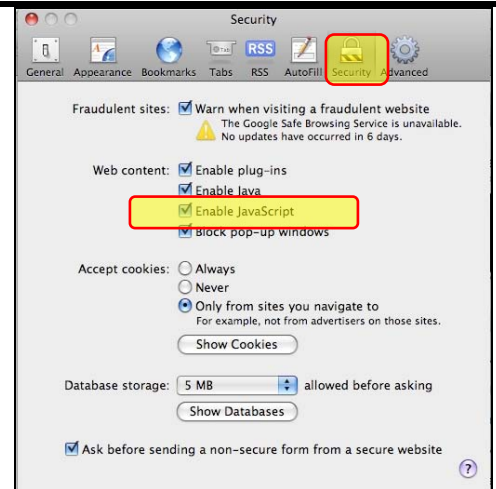 Security
General Appearance Bookmarks Tabs RSS AutoFill Security Advanced
RSS
Fraudulent sites: Warn when visiting a fraudulent website
The Google Safe Browsing Service is unavailable.
No updates have occurred in 6 days.
Web content: Enable plug-ins
Enable Java
Enable JavaScript
Block pop-up windows
Accept cookies: Always
Never
Only from sites you navigate to
For example, not from advertisers on those sites.
Show Cookies
Database storage: 5 MB allowed before asking
Show Databases
Ask before sending a non-secure form from a secure website
?